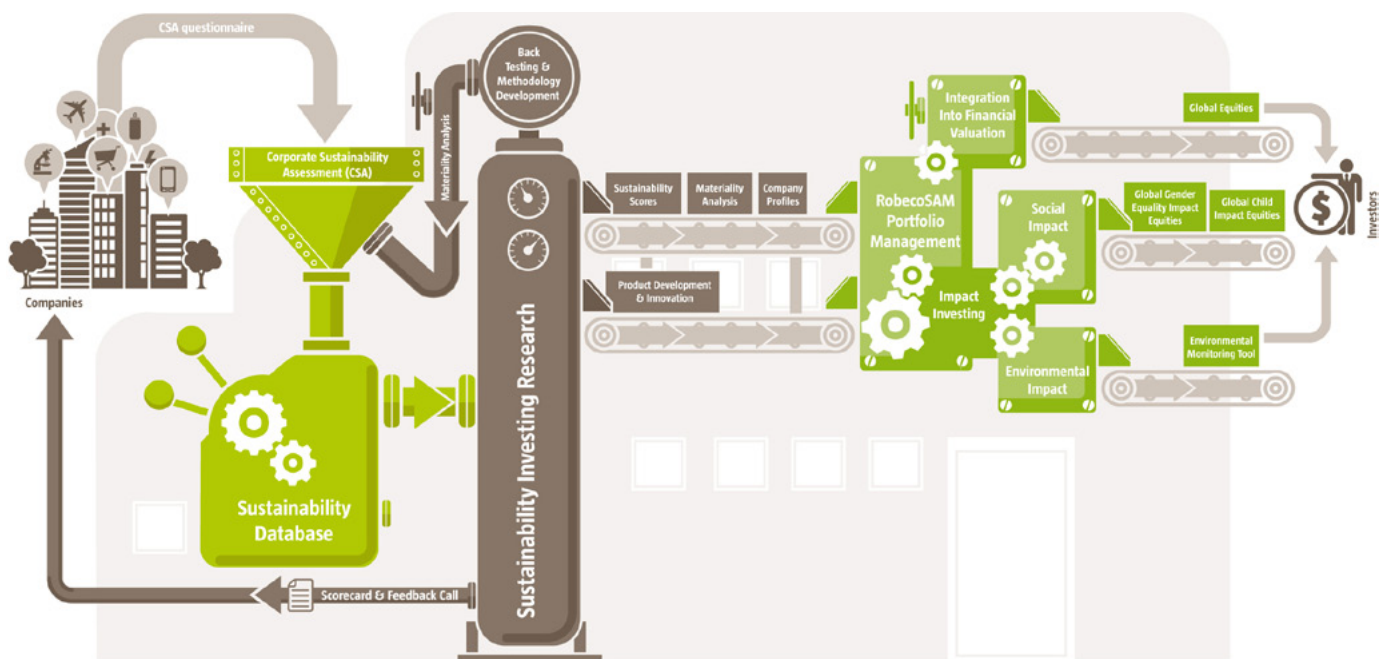 CSA questionnaire
Back
Testing &
Methodology
Development
Materiality Analysis
Corporate Sustainability
Assessment (CSA)
Companies
Sustainability
Database
Scorecard & Feedback Call
Sustainability Investing Research
Sustainability
Scores
Materiality
Analysis
Company
Profiles
Product Development
& Innovation
RobecoSAM
Portfolio
Management
Integration
Into Financial
Valuation
Impact
Investing
Social
Impact
Environmental
Impact
Global Equities
Global Gender
Equality Impact
Equities
Global Child
Impact Equities
Environmental
Monitoring Tool
$
Investors